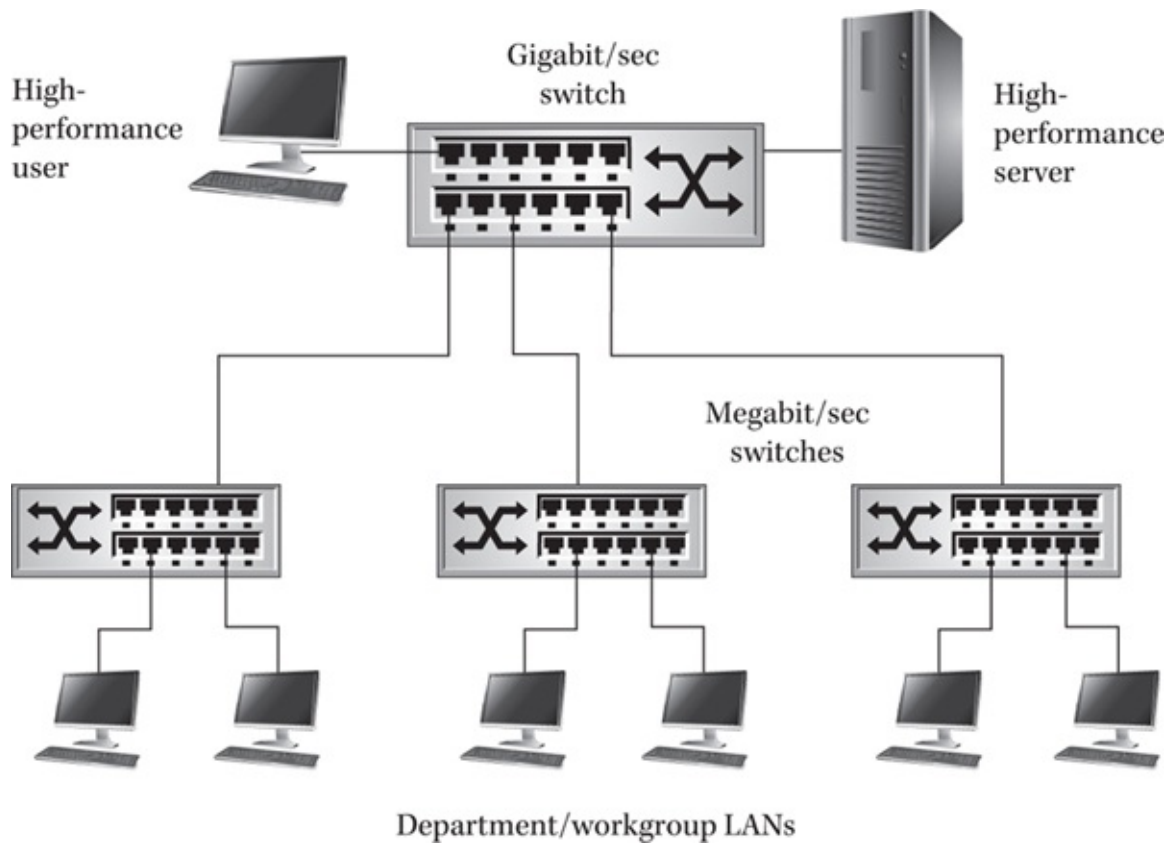 High-
performance
user
Gigabit/sec
switch
High-
performance
server
Megabit/sec
switches
Department/workgroup LANs